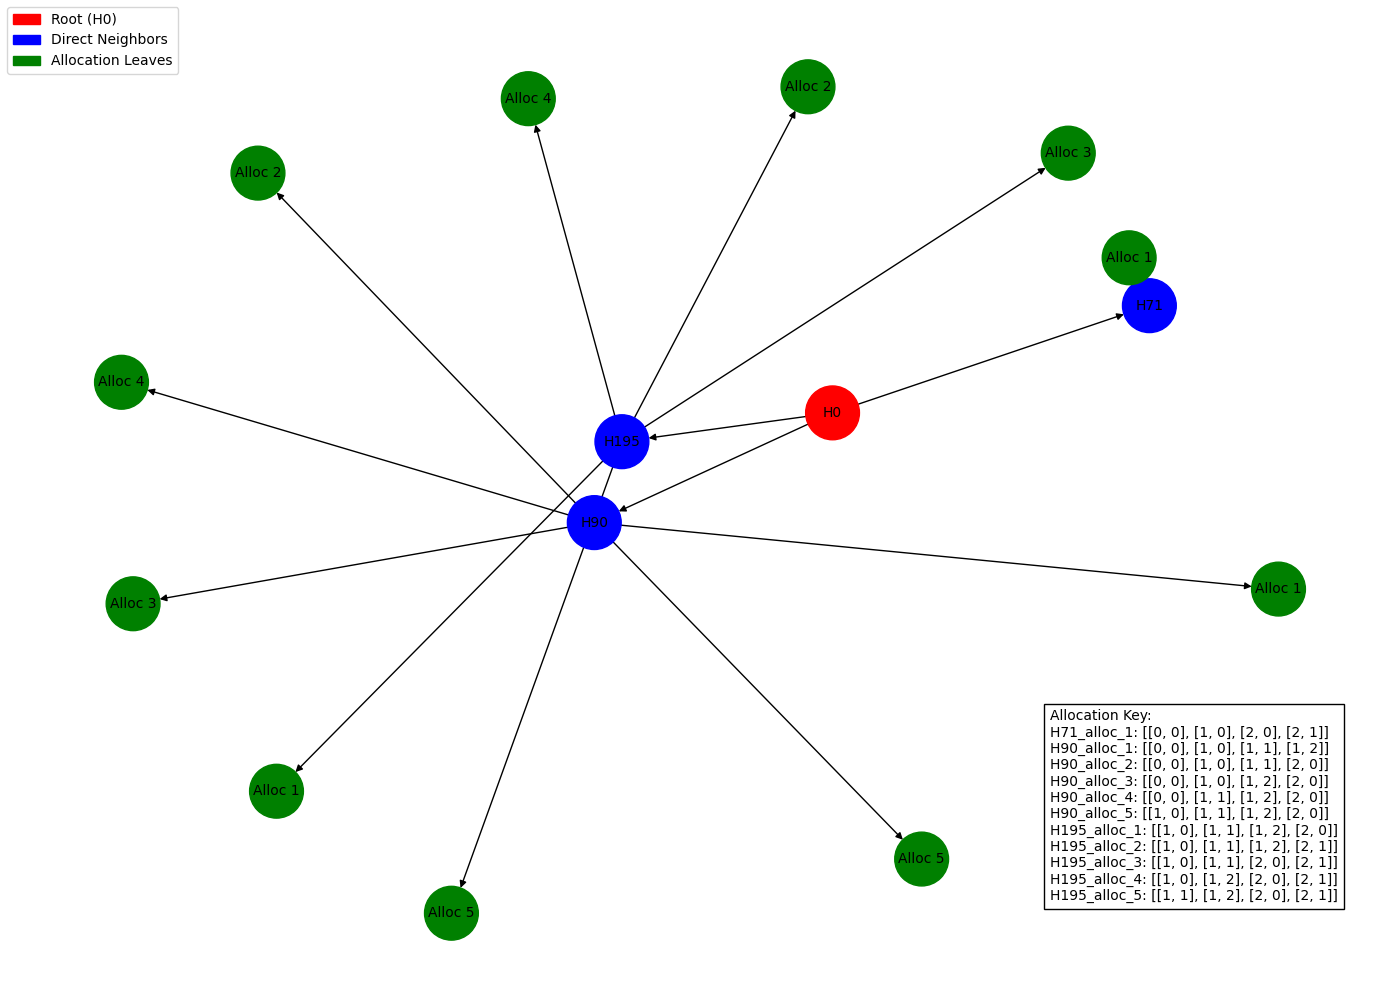 Root (H0)
Direct Neighbors
Allocation Leaves
Alloc 2
Alloc 4
Alloc 3
Alloc 2
Alloc 1
H71
Alloc 4
H0
H195
H90
Alloc 1
Alloc 3
Alloc 1
Alloc 5
Alloc 5
Allocation Key:
H71_alloc_1: [[0, 0], [1, 0], [2, 0], [2, 1]]
H90_alloc_1: [[0, 0], [1, 0], [1, 1], [1, 2]]
H90_alloc_2: [[0, 0], [1, 0], [1, 1], [2, 0]]
H90_alloc_3: [[0, 0], [1, 0], [1, 2], [2, 0]]
H90_alloc_4: [[0, 0], [1, 1], [1, 2], [2, 0]]
H90_alloc_5: [[1, 0], [1, 1], [1, 2], [2, 0]]
H195_alloc_1: [[1, 0], [1, 1], [1, 2], [2, 0]]
H195_alloc_2: [[1, 0], [1, 1], [1, 2], [2, 1]]
H195_alloc_3: [[1, 0], [1, 1], [2, 0], [2, 1]]
H195_alloc_4: [[1, 0], [1, 2], [2, 0], [2, 1]]
H195_alloc_5: [[1, 1], [1, 2], [2, 0], [2, 1]]